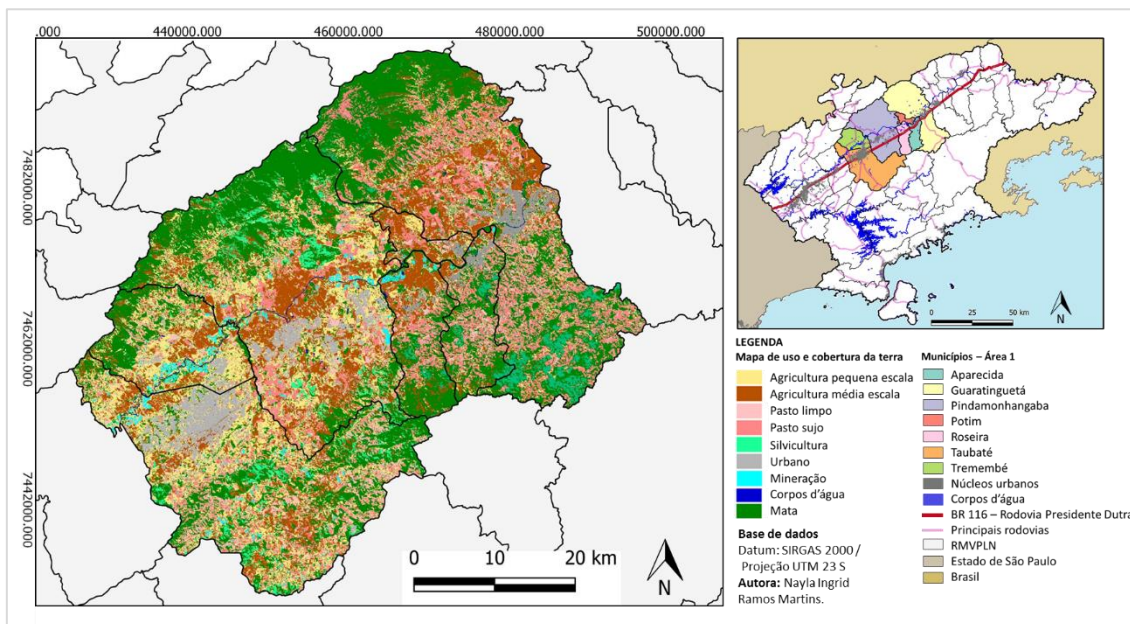 .000 440000.000 460000.000 480000.000 500000.000
7482000.000
7462000.000
7442000.000
0 10 20 km
N
0 25 50 km
N
LEGENDA
Mapa de uso e cobertura da terra
Agricultura pequena escala
Agricultura média escala
Pasto limpo
Pasto sujo
Silvicultura
Urbano
Mineração
Corpos d'água
Mata
Base de dados
Datum: SIRGAS 2000 /
Projeção UTM 23 S
Autora: Nayla Ingrid
Ramos Martins.
Municípios – Área 1
Aparecida
Guaratinguetá
Pindamonhangaba
Potim
Roseira
Taubaté
Tremembé
Núcleos urbanos
Corpos d'água
BR 116 – Rodovia Presidente Dutra
Principais rodovias
RMVPLN
Estado de São Paulo
Brasil